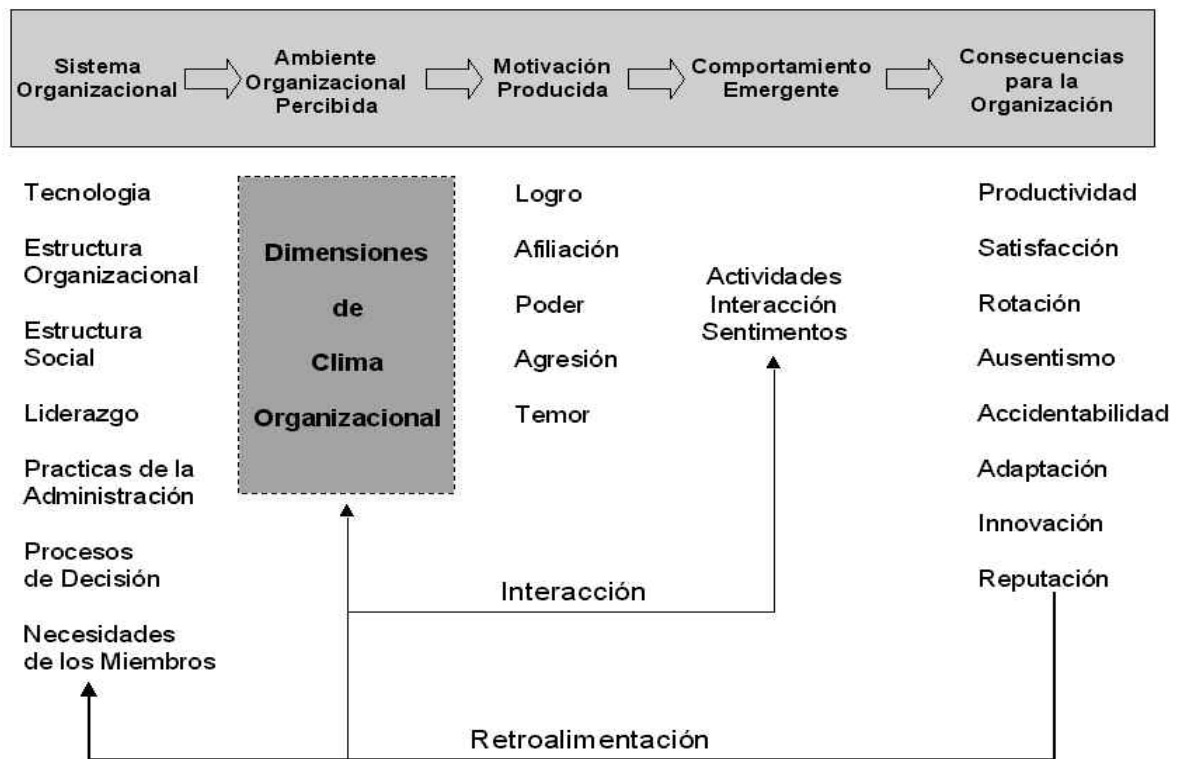 Sistema
Organizacional
Ambiente
Organizacional
Percibida
Motivación
Producida
Comportamiento
Emergente
Consecuencias
para la
Organización
Tecnologia
Estructura
Organizacional
Estructura
Social
Liderazgo
Practicas de la
Administración
Procesos
de Decisión
Necesidades
de los Miembros
Dimensiones
de
Clima
Organizacional
Logro
Afiliación
Poder
Agresión
Temor
Actividades
Interacción
Sentimentos
Productividad
Satisfacción
Rotación
Ausentismo
Accidentabilidad
Adaptación
Innovación
Reputación
Interacción
Retroalimentación